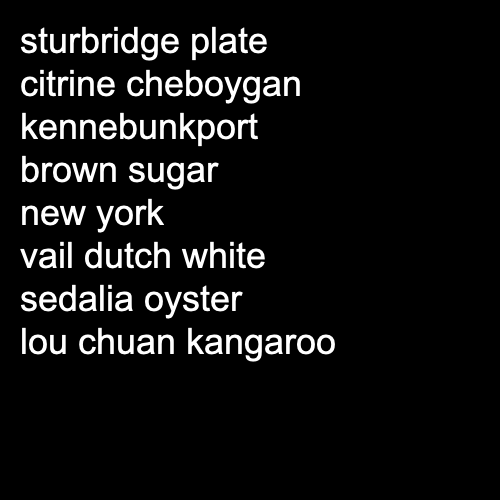 sturbridge plate
citrine cheboygan
kennebunkport
brown sugar
new york
vail dutch white
sedalia oyster
lou chuan kangaroo